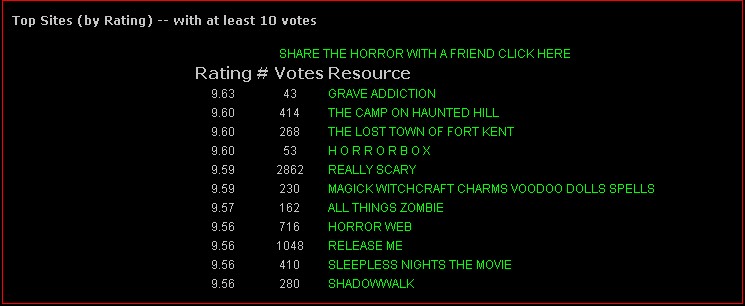 Top Sites (by Rating) -- with at least 10 votes
SHARE THE HORROR WITH A FRIEND CLICK HERE
Rating # Votes Resource
9.63 43 GRAVE ADDICTION
9.60 414 THE CAMP ON HAUNTED HILL
9.60 268 THE LOST TOWN OF FORT KENT
9.60 53 H O R R O R B O X
9.59 2862 REALLY SCARY
9.59 230 MAGICK WITCHCRAFT CHARMS VOODOO DOLLS SPELLS
9.57 162 ALL THINGS ZOMBIE
9.56 716 HORROR WEB
9.56 1048 RELEASE ME
9.56 410 SLEEPLESS NIGHTS THE MOVIE
9.56 280 SHADOWWALK